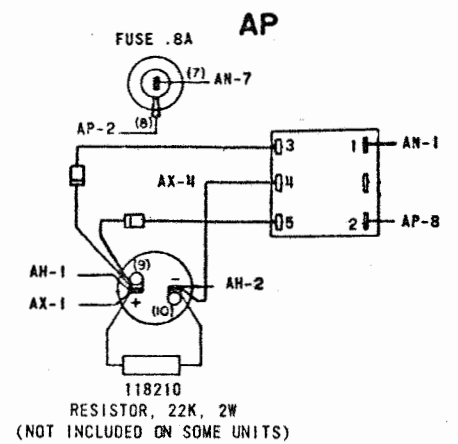 AP
FUSE .8A
(7) AN-7
AP-2 (8)
3 1 AN-1
AX-4 4
5 2 AP-8
(9)
AH-1 - AH-2
AX-1 + (10)
118210
RESISTOR, 22K, 2W
(NOT INCLUDED ON SOME UNITS)